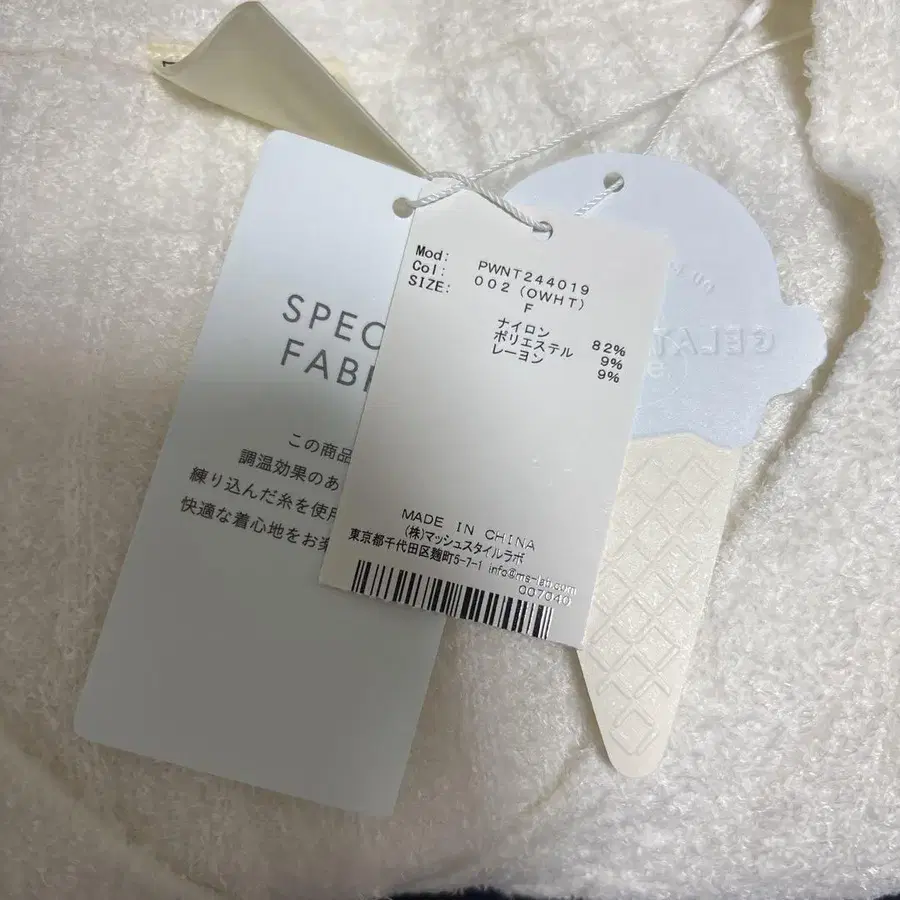 SPEC
FABR
この商品
調温効果のあ
練り込んだ糸を使用
快適な着心地をお楽
Mod: PWNT244019
Col: 002 (OWHT)
SIZE: F
ナイロン 82%
ポリエステル 9%
レーヨン 9%
MADE IN CHINA
(株)マッシュスタイルラボ
東京都千代田区麹町5-7-1 info@ms-lab.com
007040
GELAT